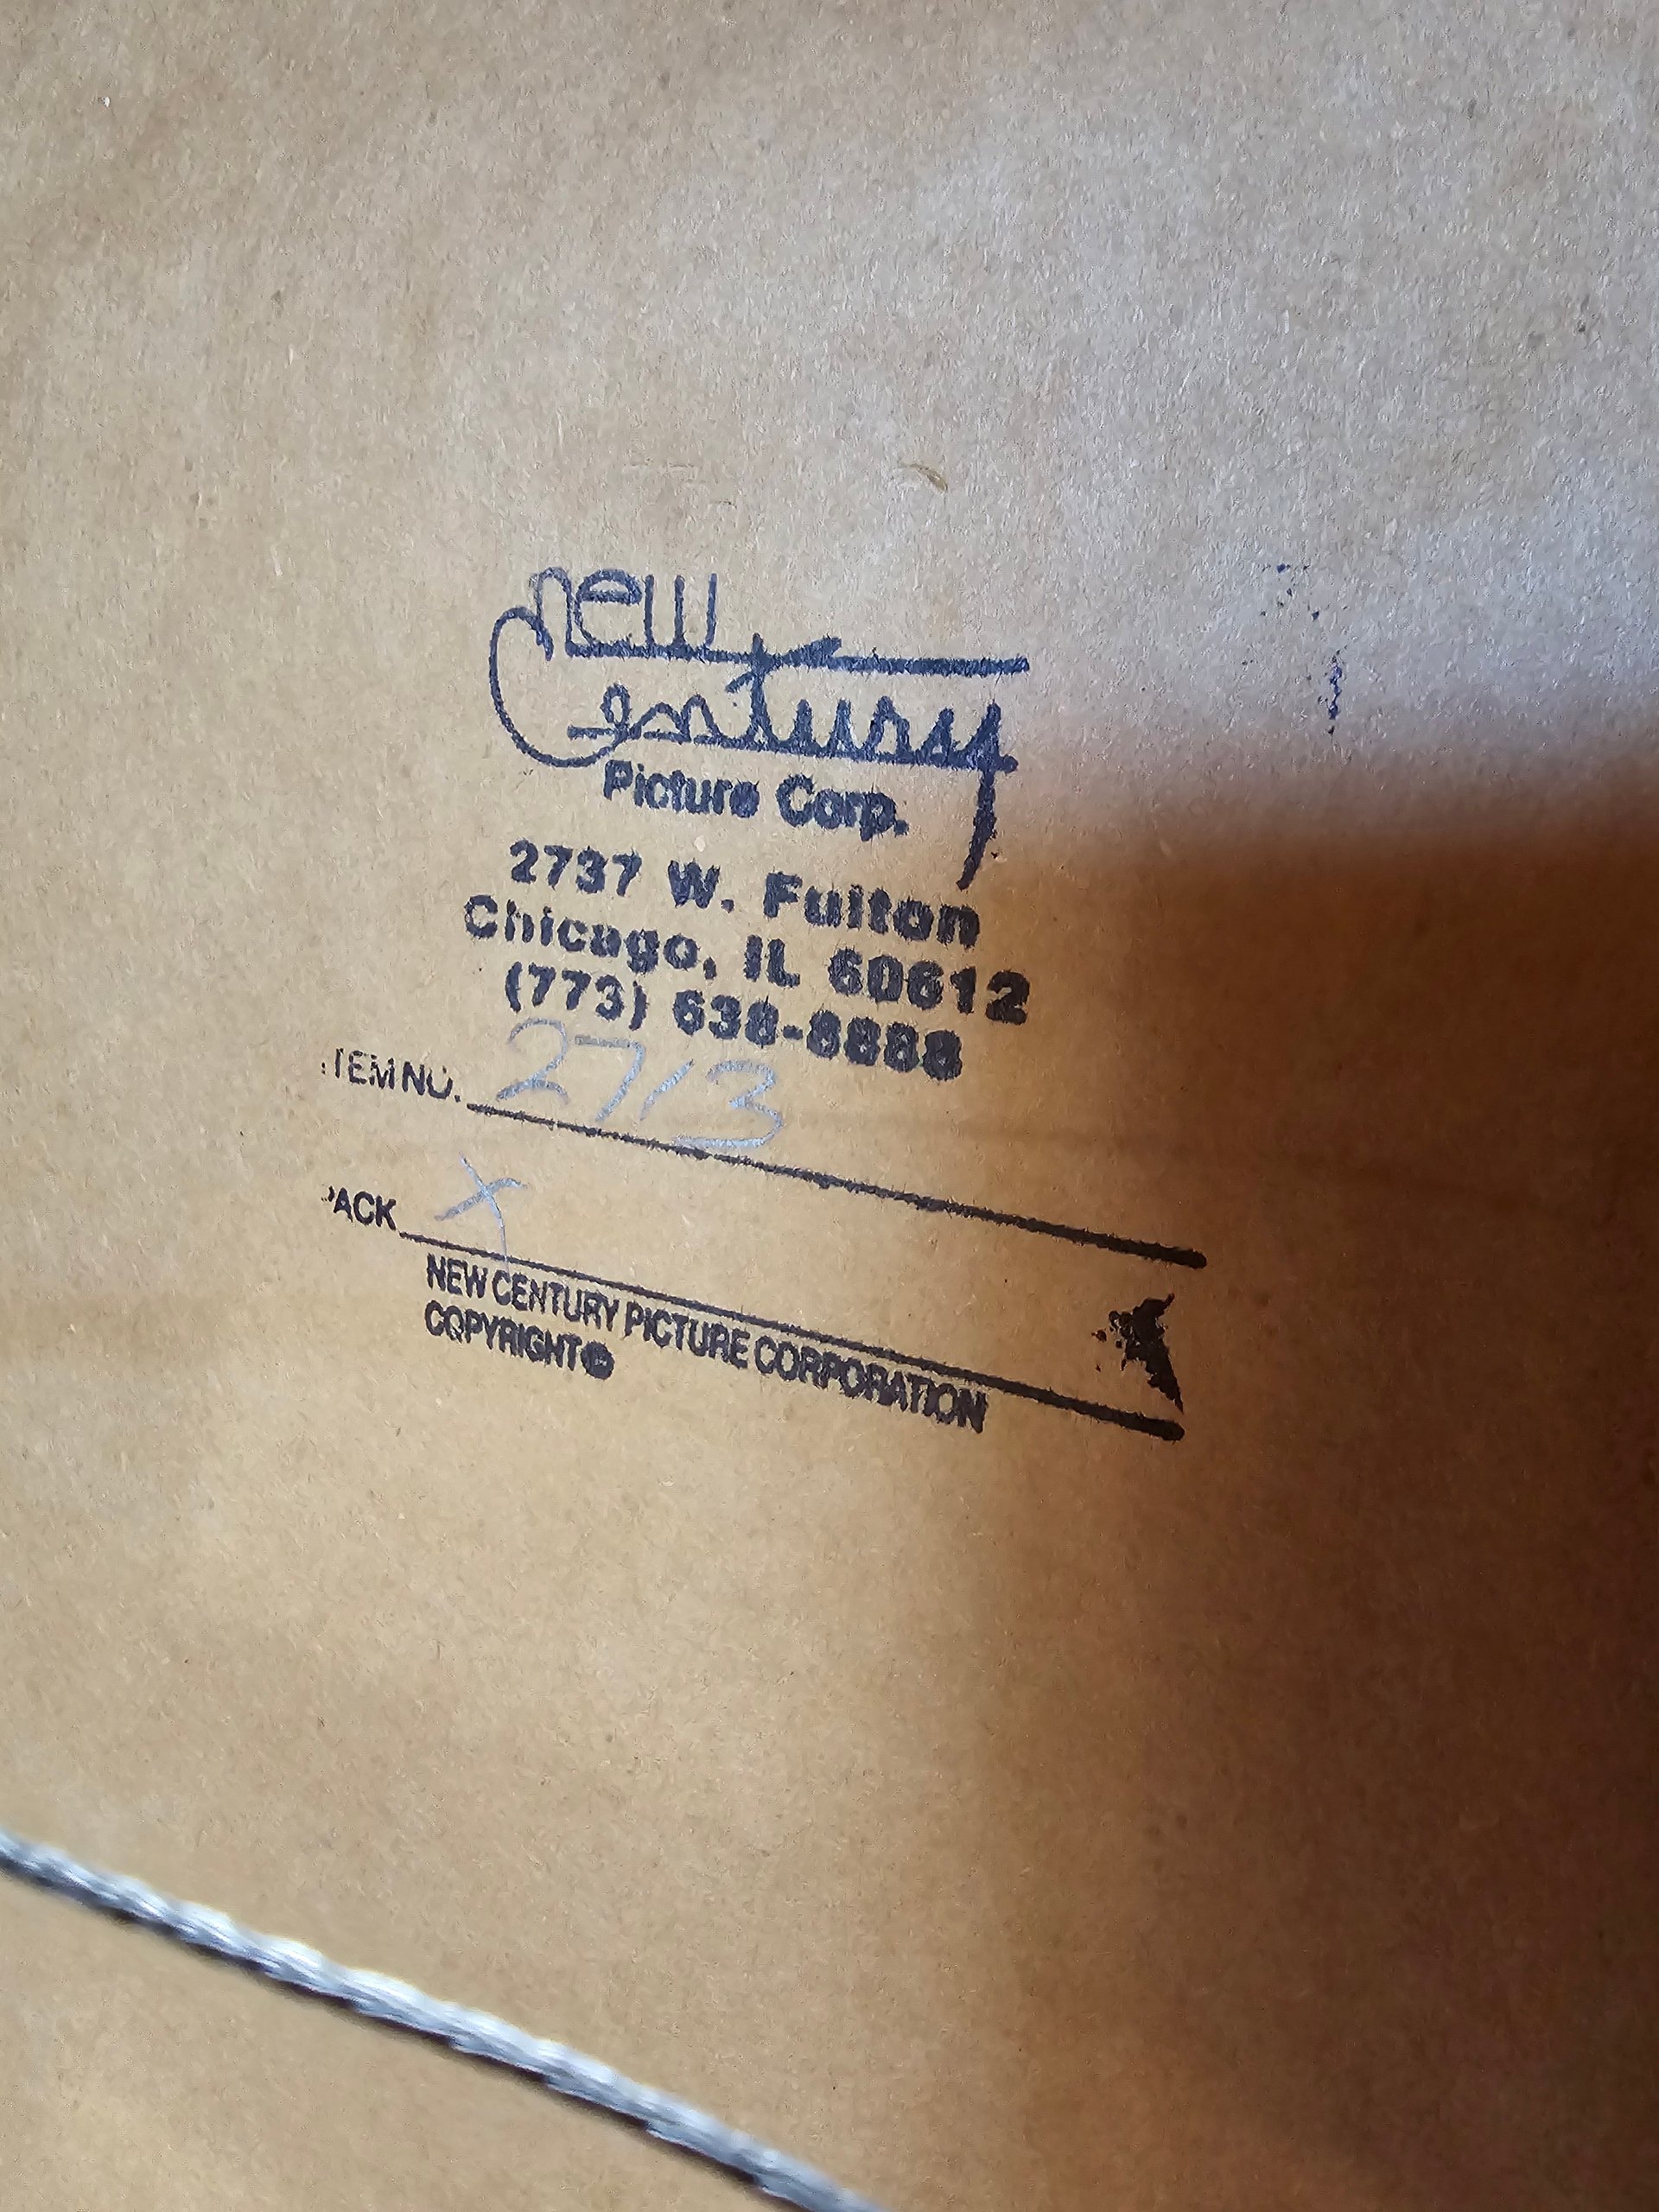 new
Century
Picture Corp.
2737 W. Fulton
Chicago, IL 60612
(773) 638-8888
ITEM NO. 2713
PACK X
NEW CENTURY PICTURE CORPORATION
COPYRIGHT ©